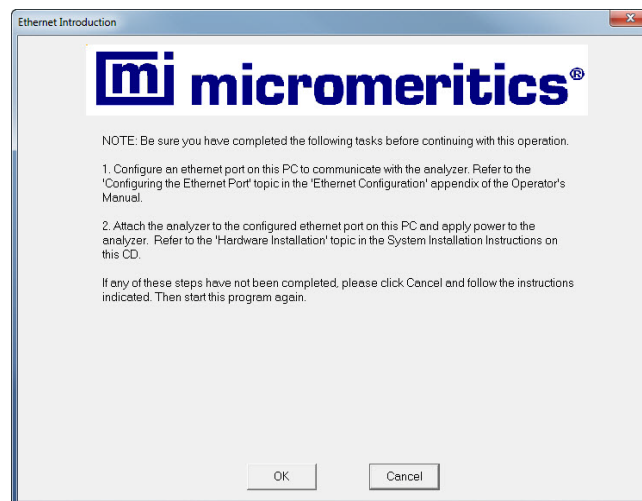 Ethernet Introduction
mi micromeritics®
NOTE: Be sure you have completed the following tasks before continuing with this operation.
1. Configure an ethernet port on this PC to communicate with the analyzer. Refer to the
'Configuring the Ethernet Port' topic in the 'Ethernet Configuration' appendix of the Operator's
Manual.
2. Attach the analyzer to the configured ethernet port on this PC and apply power to the
analyzer. Refer to the 'Hardware Installation' topic in the System Installation Instructions on
this CD.
If any of these steps have not been completed, please click Cancel and follow the instructions
indicated. Then start this program again.
OK
Cancel